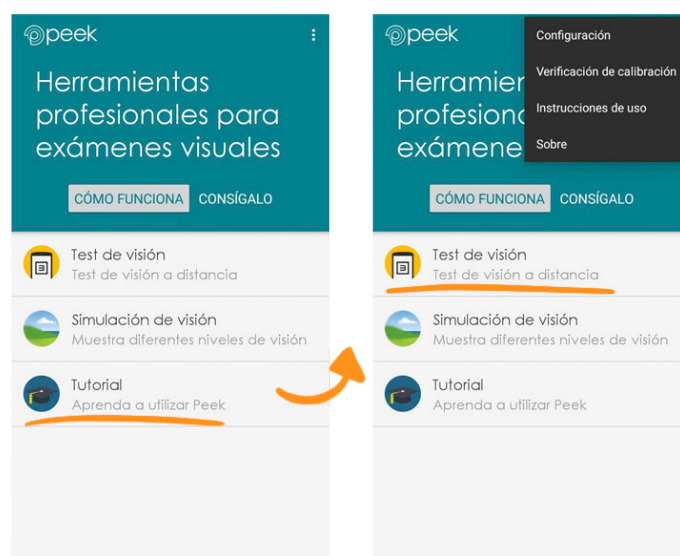 peek
Herramientas
profesionales para
exámenes visuales
CÓMO FUNCIONA CONSÍGALO
Test de visión
Test de visión a distancia
Simulación de visión
Muestra diferentes niveles de visión
Tutorial
Aprenda a utilizar Peek
peek
Configuración
Verificación de calibración
Instrucciones de uso
Sobre
Herramier
profesion
exámene
CÓMO FUNCIONA CONSÍGALO
Test de visión
Test de visión a distancia
Simulación de visión
Muestra diferentes niveles de visión
Tutorial
Aprenda a utilizar Peek